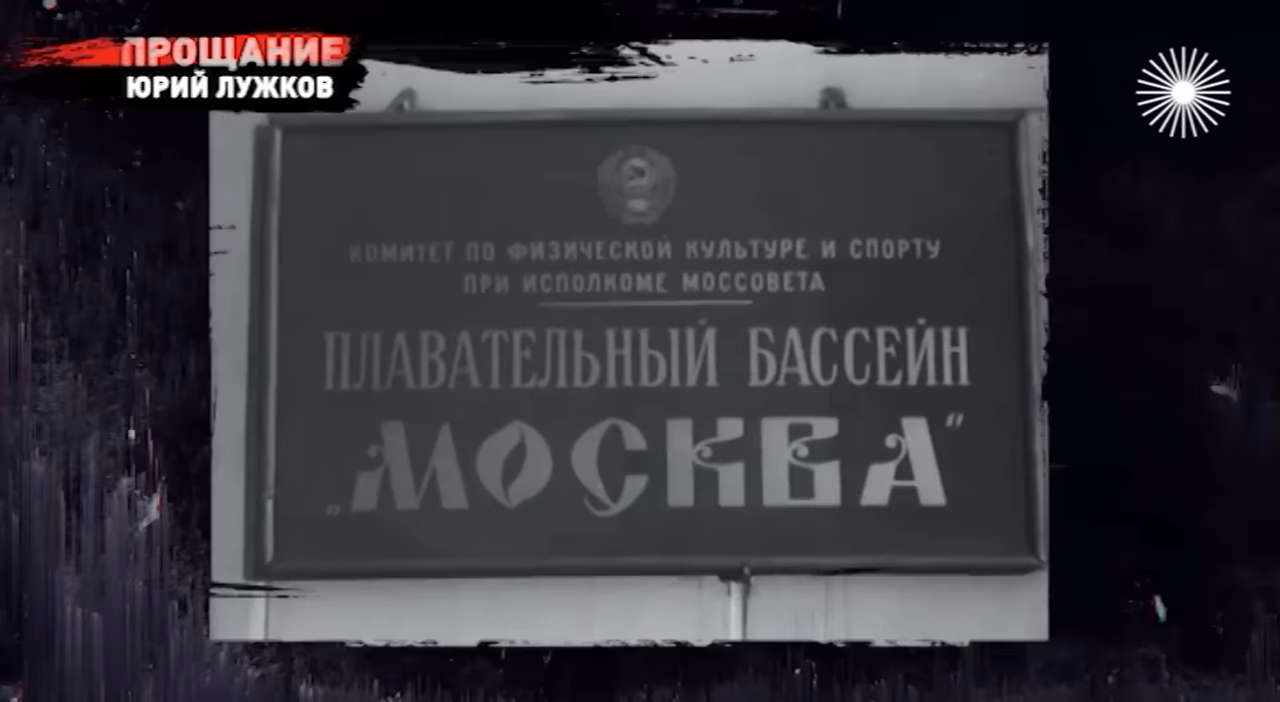 ПРОЩАНИЕ
ЮРИЙ ЛУЖКОВ
КОМИТЕТ ПО ФИЗИЧЕСКОЙ КУЛЬТУРЕ И СПОРТУ
ПРИ ИСПОЛКОМЕ МОССОВЕТА
ПЛАВАТЕЛЬНЫЙ БАССЕЙН
„МОСКВА"